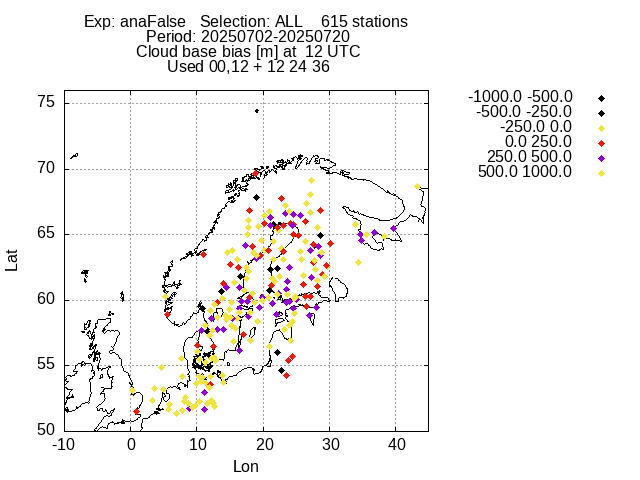 Exp: anaFalse   Selection: ALL    615 stations
Period: 20250702-20250720
Cloud base bias [m] at  12 UTC
Used 00,12 + 12 24 36
-1000.0 -500.0
-500.0 -250.0
-250.0 0.0
0.0 250.0
250.0 500.0
500.0 1000.0
75
70
65
60
55
50
Lat
-10 0 10 20 30 40
Lon